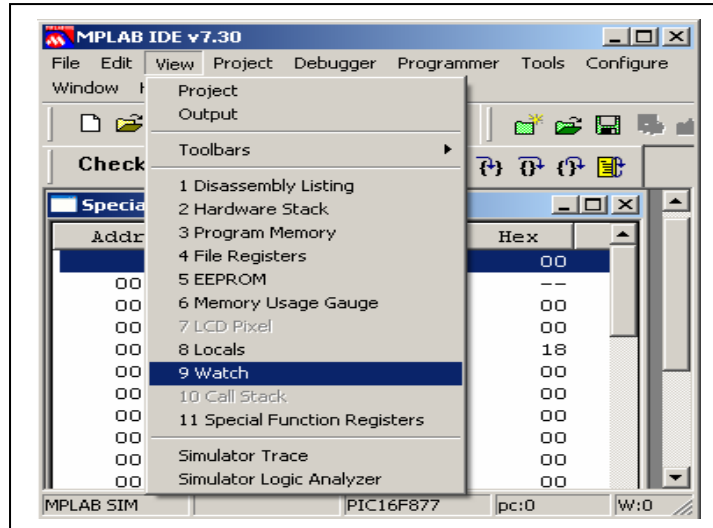 MPLAB IDE v7.30
File Edit View Project Debugger Programmer Tools Configure
Window
Project
Output
Toolbars
1 Disassembly Listing
2 Hardware Stack
3 Program Memory
4 File Registers
5 EEPROM
6 Memory Usage Gauge
7 LCD Pixel
8 Locals
9 Watch
10 Call Stack
11 Special Function Registers
Simulator Trace
Simulator Logic Analyzer
Check
Specia
Addr Hex
00
00 --
00 00
00 00
00 18
00 00
00 00
00 00
00 00
00 00
00 00
MPLAB SIM PIC16F877 pc:0 W:0